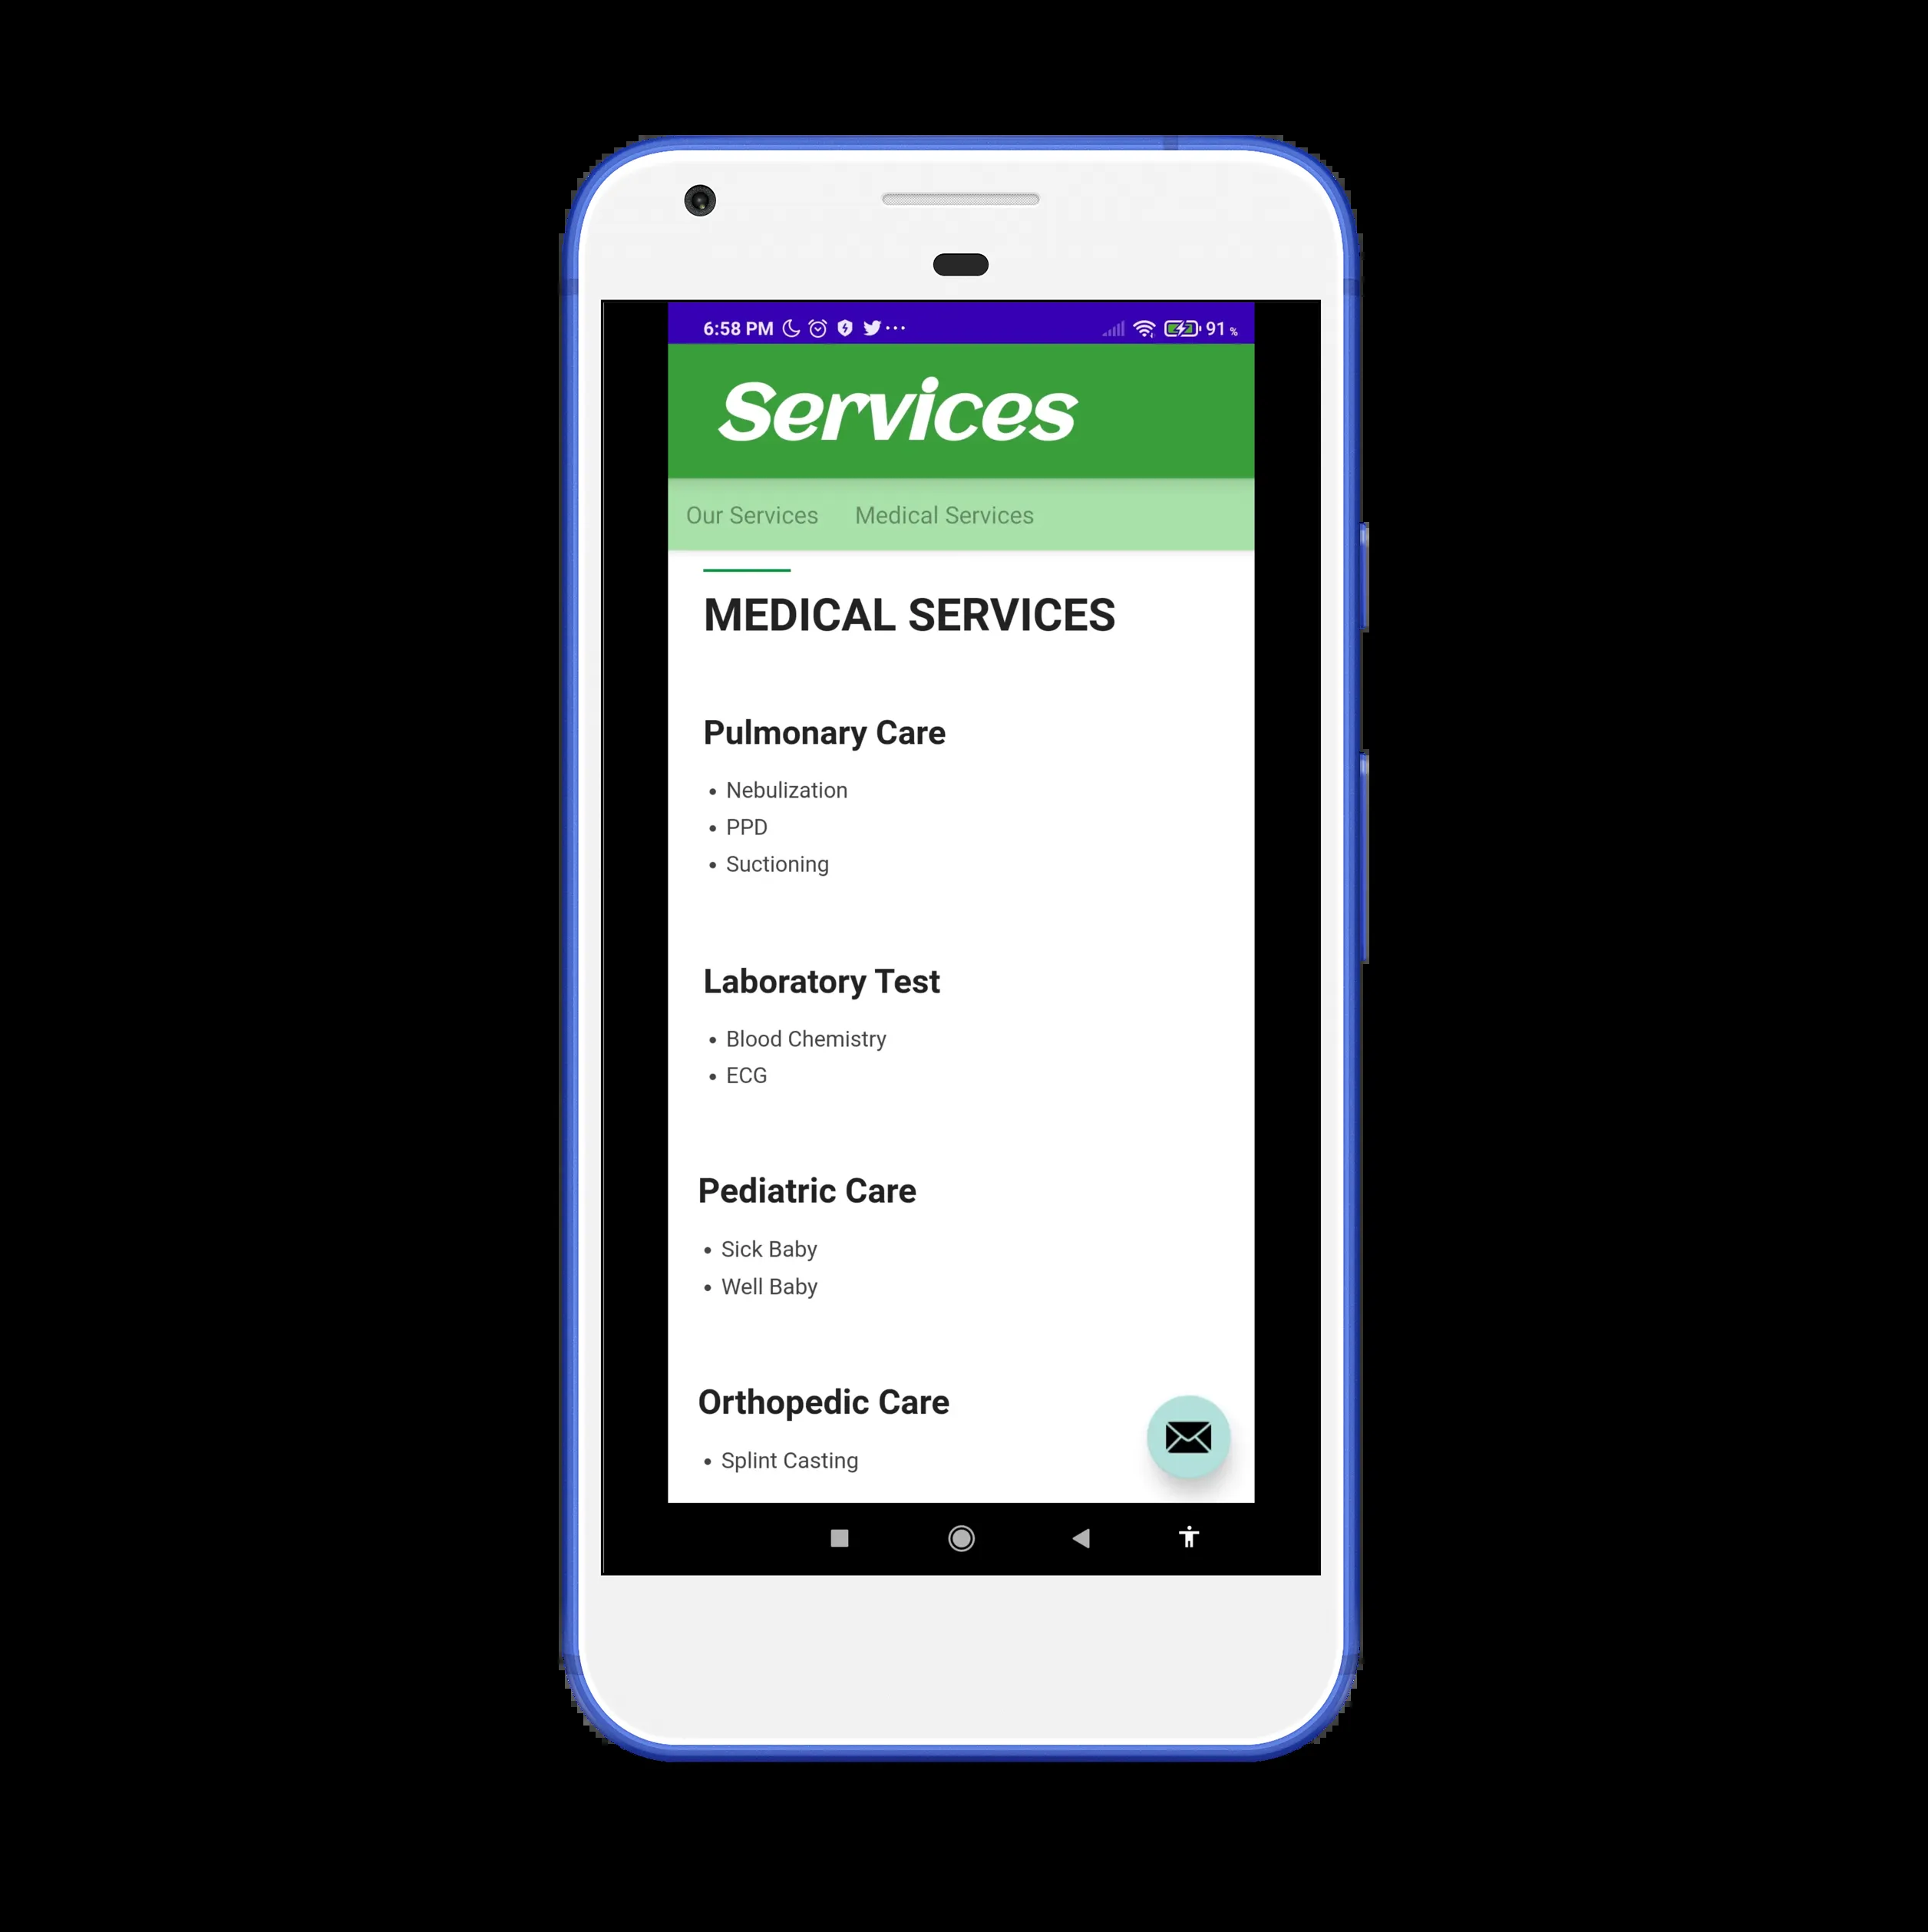 6:58 PM ··· 91 %
Services
Our Services Medical Services
MEDICAL SERVICES
Pulmonary Care
• Nebulization
• PPD
• Suctioning
Laboratory Test
• Blood Chemistry
• ECG
Pediatric Care
• Sick Baby
• Well Baby
Orthopedic Care
• Splint Casting